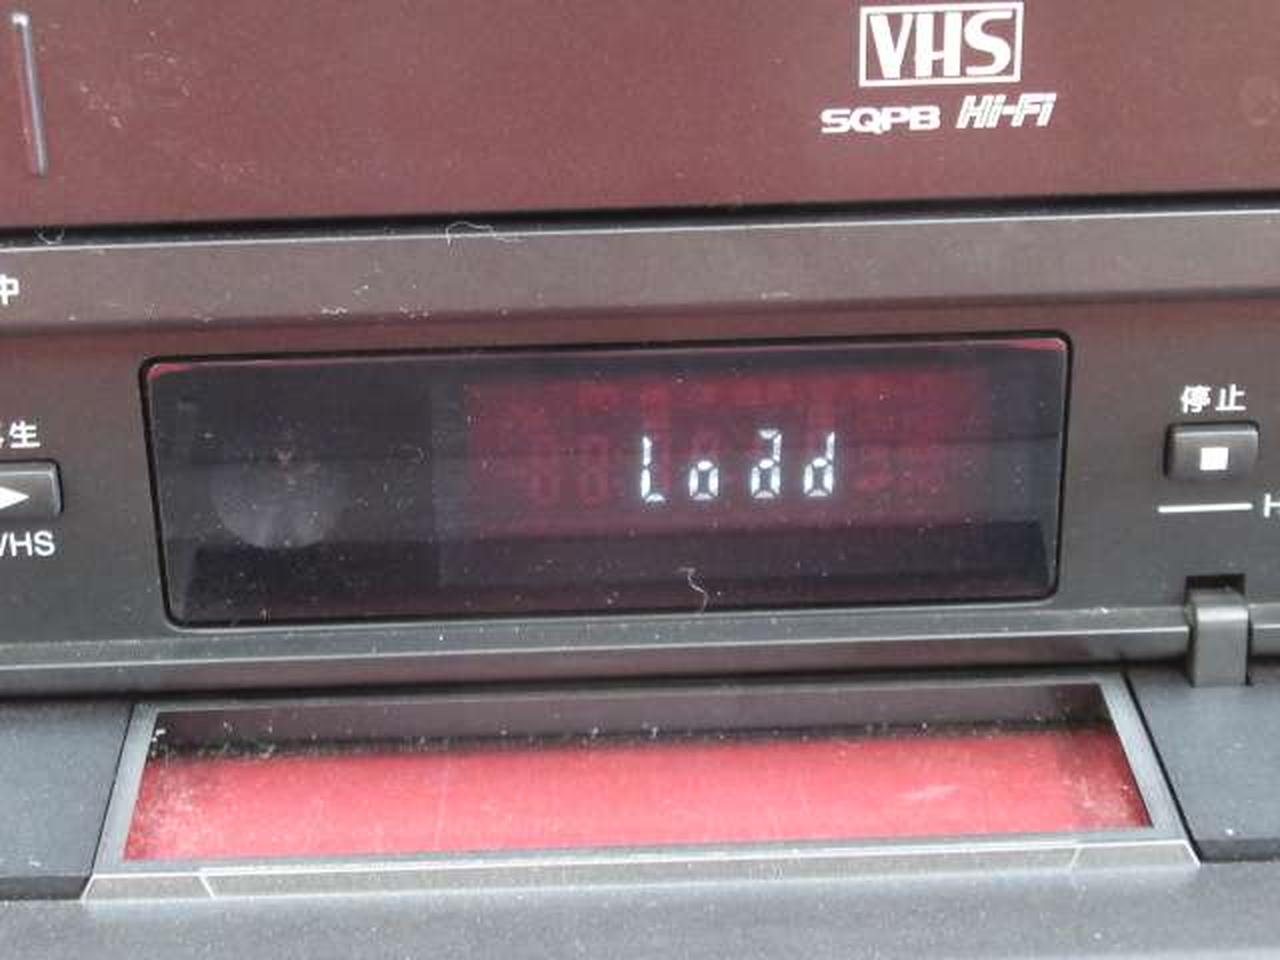 VHS
SQPB Hi-Fi
中
生
VHS
Load
停止
H